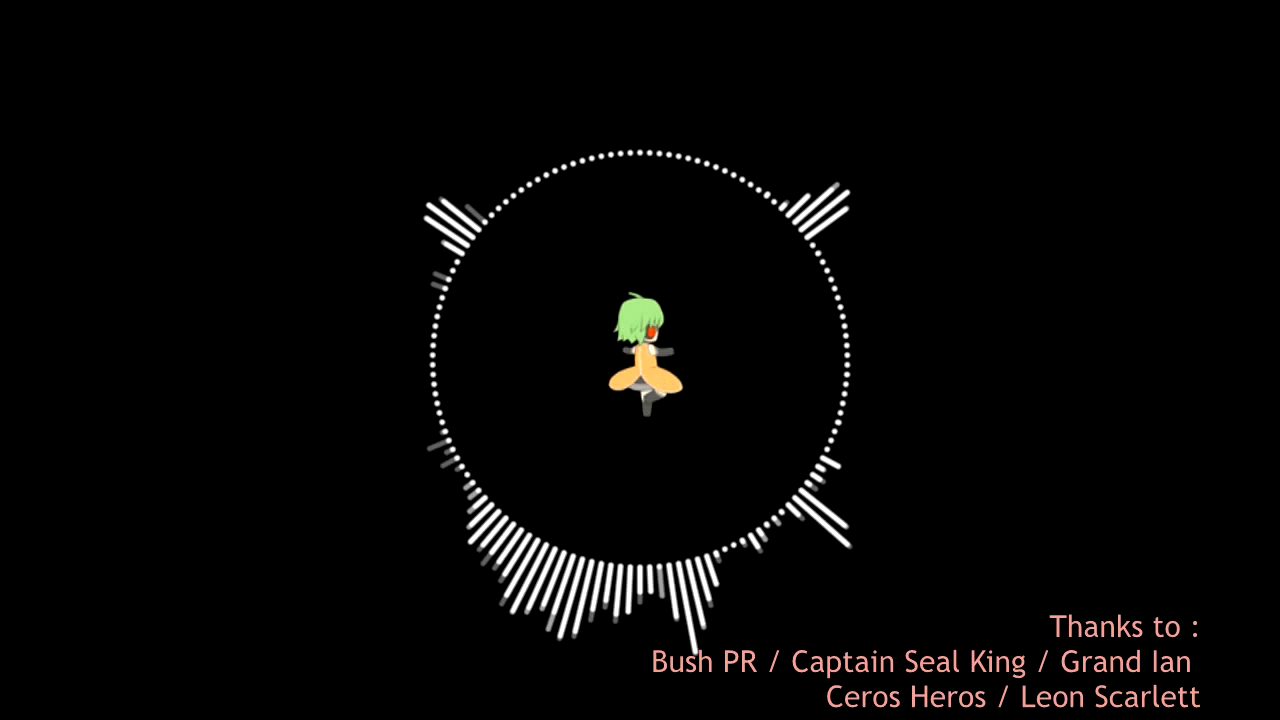 Thanks to :
Bush PR / Captain Seal King / Grand Ian
Ceros Heros / Leon Scarlett